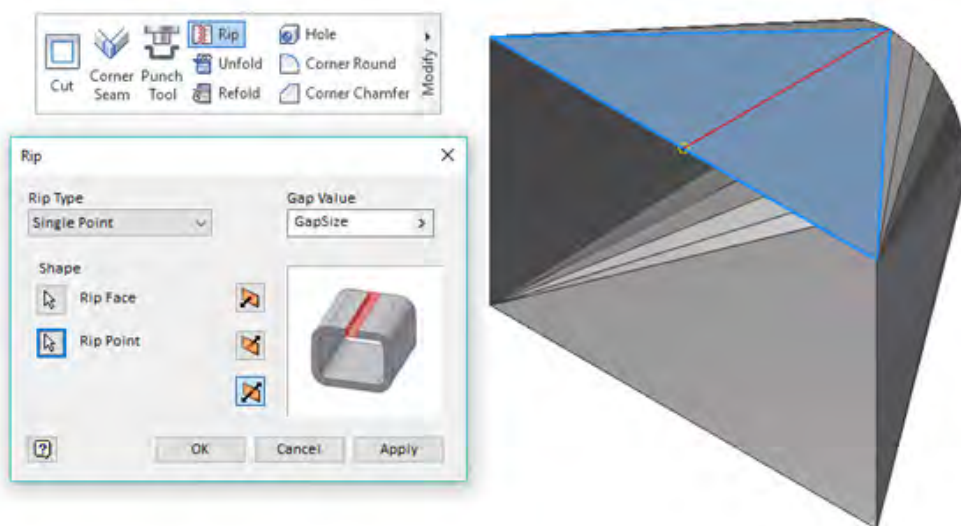 Cut
Corner
Seam
Punch
Tool
Rip
Unfold
Refold
Hole
Corner Round
Corner Chamfer
Modify
Rip
Rip Type
Single Point
Gap Value
GapSize
Shape
Rip Face
Rip Point
OK
Cancel
Apply